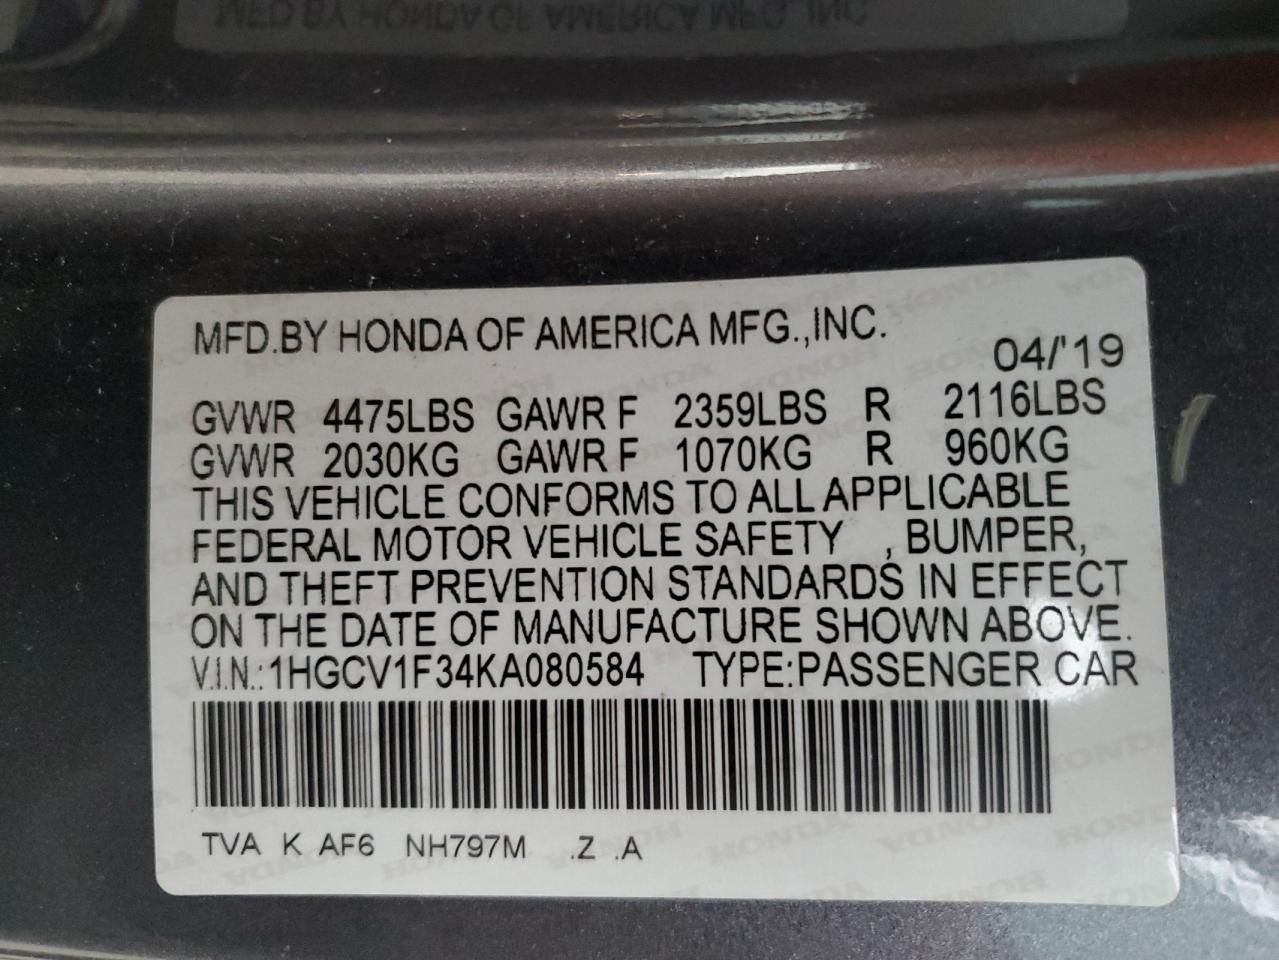 MFD.BY HONDA OF AMERICA MFG.,INC.
04/'19
GVWR 4475LBS GAWR F 2359LBS R 2116LBS
GVWR 2030KG GAWR F 1070KG R 960KG
THIS VEHICLE CONFORMS TO ALL APPLICABLE
FEDERAL MOTOR VEHICLE SAFETY , BUMPER,
AND THEFT PREVENTION STANDARDS IN EFFECT
ON THE DATE OF MANUFACTURE SHOWN ABOVE.
V.I.N.: 1HGCV1F34KA080584 TYPE:PASSENGER CAR
TVA K AF6 NH797M .Z .A